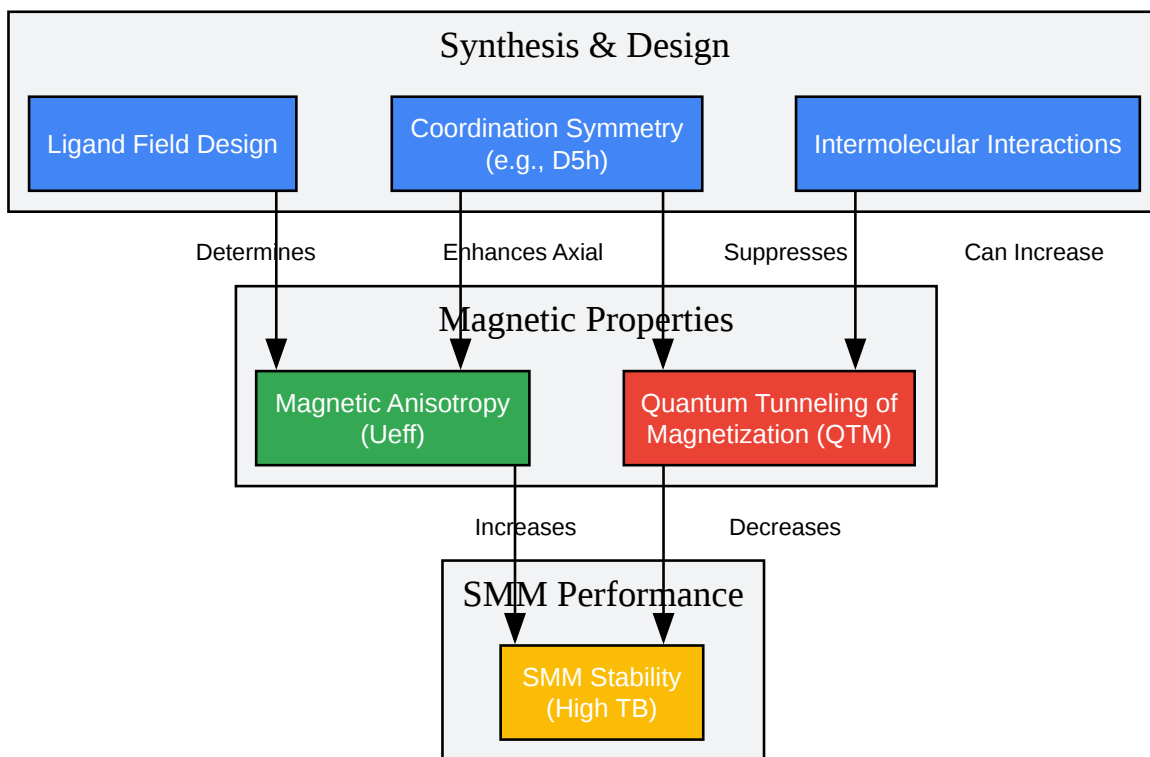 Synthesis & Design
Ligand Field Design
Coordination Symmetry
(e.g., D5h)
Intermolecular Interactions
Determines
Enhances Axial
Suppresses
Can Increase
Magnetic Properties
Magnetic Anisotropy
(Ueff)
Quantum Tunneling of
Magnetization (QTM)
Increases
Decreases
SMM Performance
SMM Stability
(High TB)